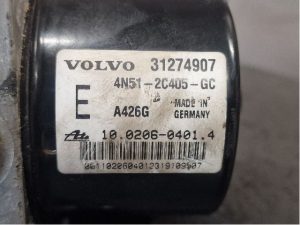 VOLVO 31274907
4N51-2C405-GC
E
A426G
MADE IN
GERMANY
10.0206-0401.4